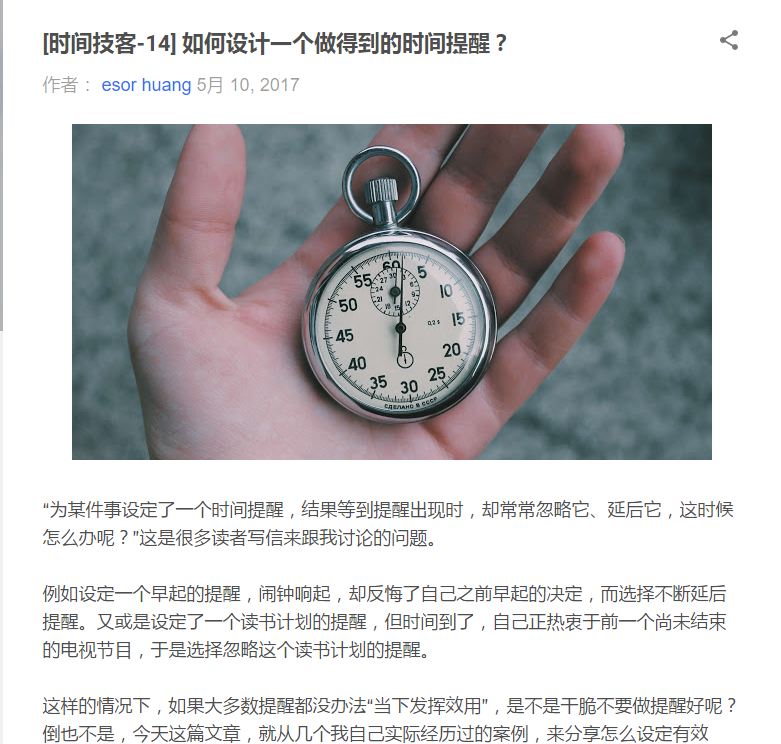 [时间技客-14] 如何设计一个做得到的时间提醒？
作者： esor huang 5月 10, 2017
60
5
10
15
20
25
30
35
40
45
50
55
30
3
6
9
12
15
18
21
24
27
0,2 s
СДЕЛАНО В СССР
“为某件事设定了一个时间提醒，结果等到提醒出现时，却常常忽略它、延后它，这时候
怎么办呢？”这是很多读者写信来跟我讨论的问题。
例如设定一个早起的提醒，闹钟响起，却反悔了自己之前早起的决定，而选择不断延后
提醒。又或是设定了一个读书计划的提醒，但时间到了，自己正热衷于前一个尚未结束
的电视节目，于是选择忽略这个读书计划的提醒。
这样的情况下，如果大多数提醒都没办法“当下发挥效用”，是不是干脆不要做提醒好呢？
倒也不是，今天这篇文章，就从几个我自己实际经历过的案例，来分享怎么设定有效